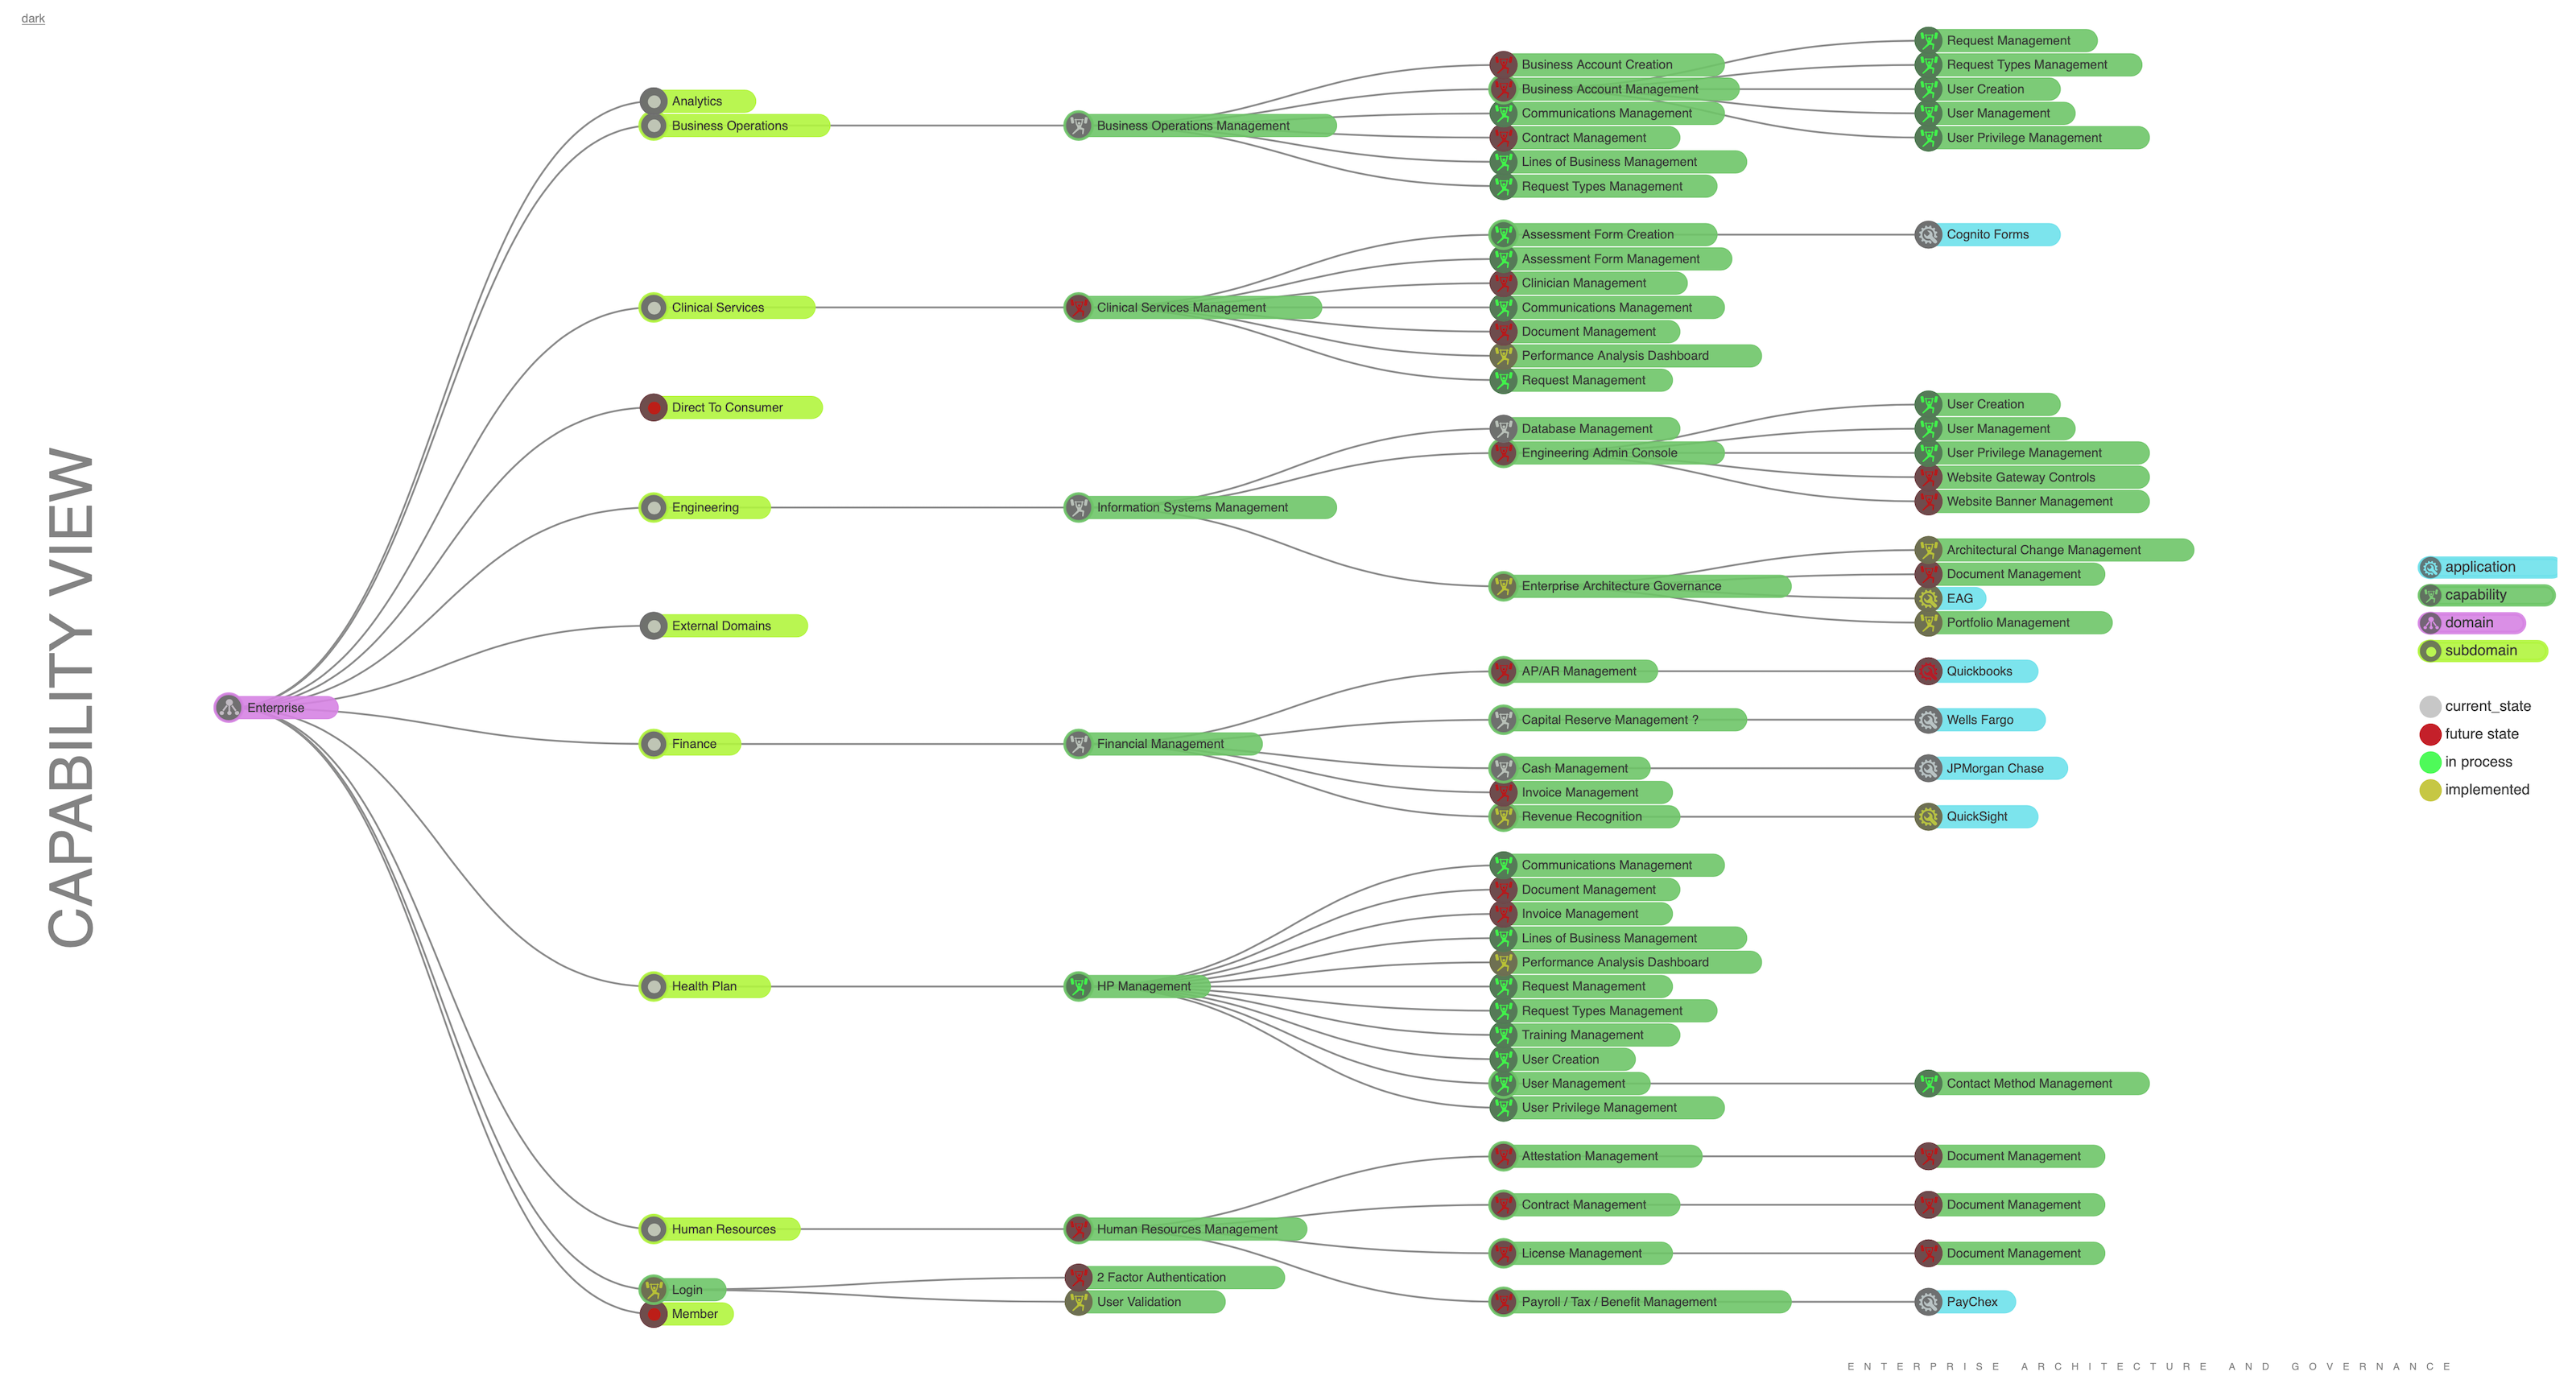 dark
CAPABILITY VIEW
Enterprise
Analytics
Business Operations
Business Operations Management
Business Account Creation
Business Account Management
Request Management
Request Types Management
User Creation
User Management
User Privilege Management
Communications Management
Contract Management
Lines of Business Management
Request Types Management
Clinical Services
Clinical Services Management
Assessment Form Creation
Cognito Forms
Assessment Form Management
Clinician Management
Communications Management
Document Management
Performance Analysis Dashboard
Request Management
Direct To Consumer
Engineering
Information Systems Management
Database Management
Engineering Admin Console
User Creation
User Management
User Privilege Management
Website Gateway Controls
Website Banner Management
Enterprise Architecture Governance
Architectural Change Management
Document Management
EAG
Portfolio Management
External Domains
Finance
Financial Management
AP/AR Management
Quickbooks
Capital Reserve Management ?
Wells Fargo
Cash Management
JPMorgan Chase
Invoice Management
Revenue Recognition
QuickSight
Health Plan
HP Management
Communications Management
Document Management
Invoice Management
Lines of Business Management
Performance Analysis Dashboard
Request Management
Request Types Management
Training Management
User Creation
User Management
Contact Method Management
User Privilege Management
Human Resources
Human Resources Management
Attestation Management
Document Management
Contract Management
Document Management
License Management
Document Management
Payroll / Tax / Benefit Management
PayChex
Login
2 Factor Authentication
User Validation
Member
application
capability
domain
subdomain
current_state
future state
in process
implemented
ENTERPRISE ARCHITECTURE AND GOVERNANCE